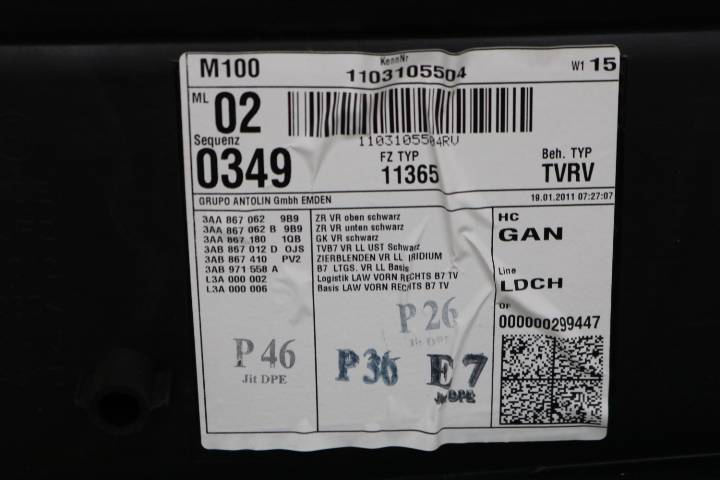 M100
KennNr
1103105504
W1 15
ML
02
1103105504RV
Sequenz
0349
FZ TYP
11365
Beh. TYP
TVRV
GRUPO ANTOLIN GmbH EMDEN
19.01.2011 07:27:07
3AA 867 062 9B9 ZR VR oben schwarz
3AA 867 062 B 9B9 ZR VR unten schwarz
3AA 867 180 1QB GK VR schwarz
3AB 867 012 D OJS TVB7 VR LL UST Schwarz
3AB 867 410 PV2 ZIERBLENDEN VR LL IRIDIUM
3AB 971 558 A B7 LTGS. VR LL Basis
L3A 000 002 Logistik LAW VORN RECHTS B7 TV
L3A 000 006 Basis LAW VORN RECHTS B7 TV
HC
GAN
Line
LDCH
000000299447
P 26
Jit DPE
P 46
Jit DPE
P36
E 7
Jit DPE